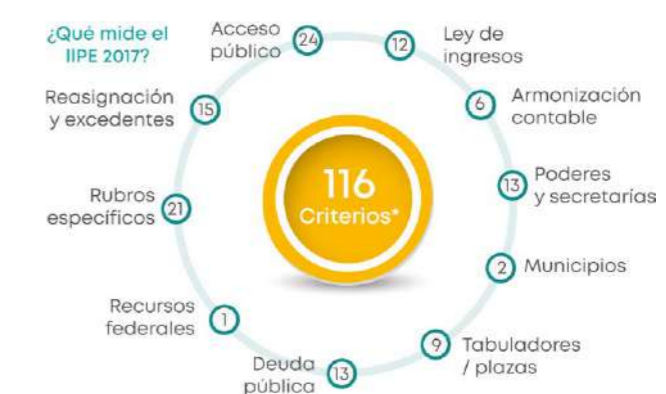 ¿Qué mide el
IIPE 2017?
Acceso
público
24
12
Ley de
ingresos
6
Armonización
contable
13
Poderes
y secretarías
2
Municipios
9
Tabuladores
/ plazas
13
Deuda
pública
1
Recursos
federales
21
Rubros
específicos
15
Reasignación
y excedentes
116
Criterios*